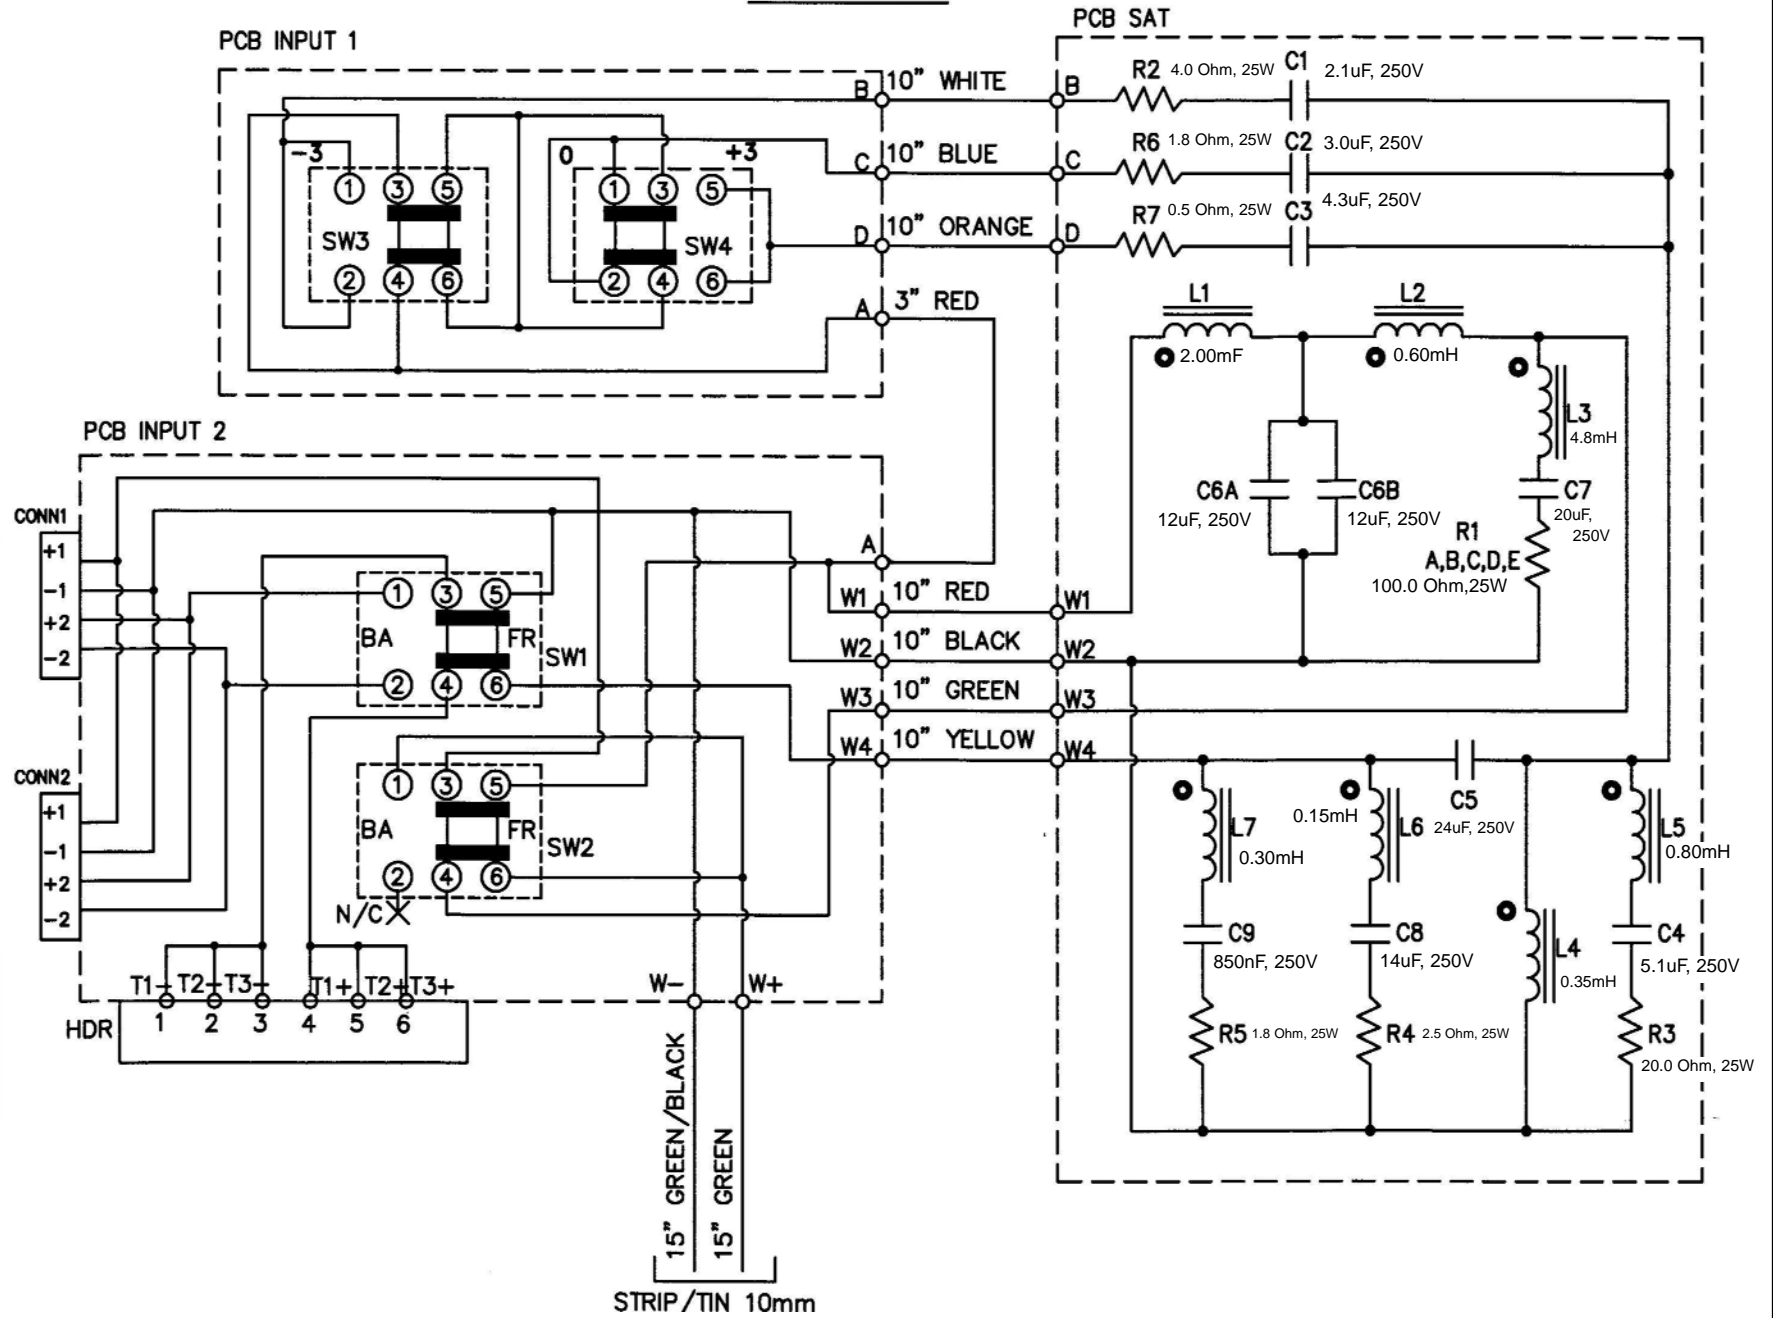 PCB SAT
PCB INPUT 1
B 10” WHITE B R2 4.0 Ohm, 25W C1 2.1uF, 250V
-3 0 +3
C 10” BLUE C R6 1.8 Ohm, 25W C2 3.0uF, 250V
1 3 5 1 3 5
4.3uF, 250V
D 10” ORANGE D R7 0.5 Ohm, 25W C3
SW3 SW4
2 4 6 2 4 6
A 3” RED
L1 L2
2.00mF 0.60mH
L3
4.8mH
PCB INPUT 2
C6A C6B C7
12uF, 250V 12uF, 250V 20uF,
250V
R1
A,B,C,D,E
100.0 Ohm,25W
CONN1
+1
-1
+2
-2
A
1 3 5
BA FR SW1
2 4 6
W1 10” RED W1
W2 10” BLACK W2
W3 10” GREEN W3
W4 10” YELLOW W4
CONN2
+1
-1
+2
-2
1 3 5
BA FR SW2
2 4 6
N/C
C5
24uF, 250V
L7
0.30mH
0.15mH L6
L5
0.80mH
C9
850nF, 250V
C8
14uF, 250V
L4
0.35mH
C4
5.1uF, 250V
R5 1.8 Ohm, 25W
R4 2.5 Ohm, 25W
R3
20.0 Ohm, 25W
T1- T2- T3- T1+ T2+ T3+
W- W+
HDR 1 2 3 4 5 6
15” GREEN/BLACK
15” GREEN
STRIP/TIN 10mm